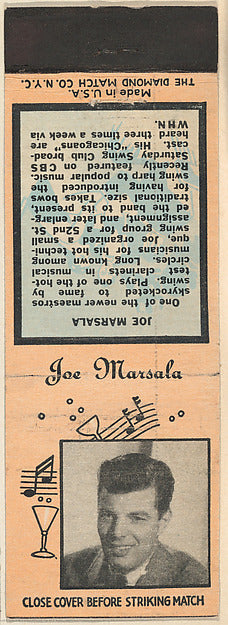 THE DIAMOND MATCH CO. N.Y.C.
Made in U.S.A.
JOE MARSALA
One of the newer maestros
skyrocketed to fame by
swing. Plays one of the hot-
test clarinets in musical
circles. Long known among
musicians for his hot techni-
que, Joe organized a small
swing group for a 52nd St.
assignment, and later enlarg-
ed the band to its present,
traditional size. Takes bows
for having introduced the
swing harp to popular music.
Recently featured on CBS
Saturday Swing Club broad-
cast. His "Chicagoans" are
heard three times a week via
WHN.
Joe Marsala
CLOSE COVER BEFORE STRIKING MATCH